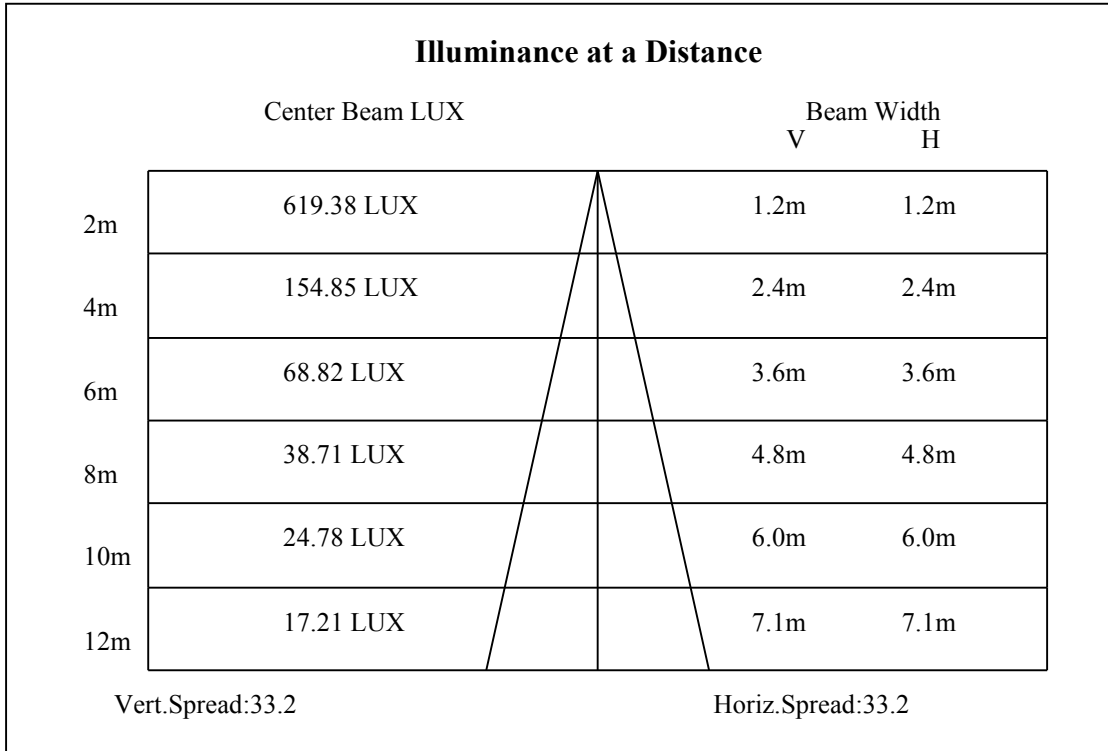 Illuminance at a Distance
Center Beam LUX Beam Width
V H
2m 619.38 LUX 1.2m 1.2m
4m 154.85 LUX 2.4m 2.4m
6m 68.82 LUX 3.6m 3.6m
8m 38.71 LUX 4.8m 4.8m
10m 24.78 LUX 6.0m 6.0m
12m 17.21 LUX 7.1m 7.1m
Vert.Spread:33.2 Horiz.Spread:33.2